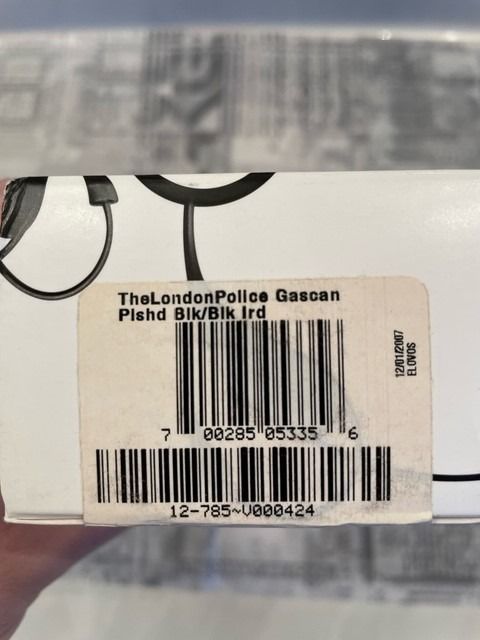 TheLondonPolice Gascan
Plshd Blk/Blk Ird
12/01/2007
ELOVOS
7 00285 05335 6
12-785~V000424